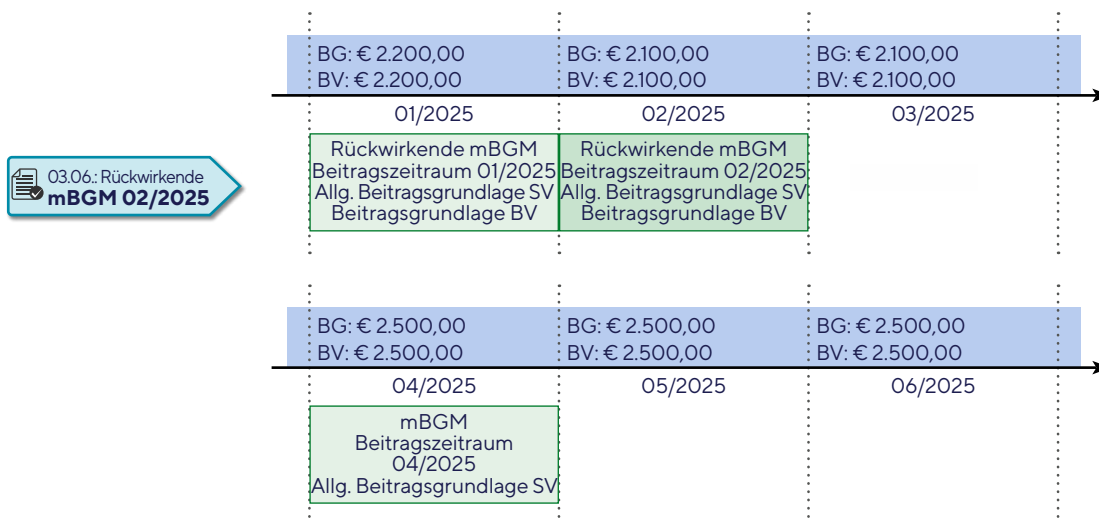 BG: € 2.200,00
BV: € 2.200,00
BG: € 2.100,00
BV: € 2.100,00
BG: € 2.100,00
BV: € 2.100,00
01/2025
02/2025
03/2025
03.06.: Rückwirkende
mBGM 02/2025
Rückwirkende mBGM
Beitragszeitraum 01/2025
Allg. Beitragsgrundlage SV
Beitragsgrundlage BV
Rückwirkende mBGM
Beitragszeitraum 02/2025
Allg. Beitragsgrundlage SV
Beitragsgrundlage BV
BG: € 2.500,00
BV: € 2.500,00
BG: € 2.500,00
BV: € 2.500,00
BG: € 2.500,00
BV: € 2.500,00
04/2025
05/2025
06/2025
mBGM
Beitragszeitraum
04/2025
Allg. Beitragsgrundlage SV